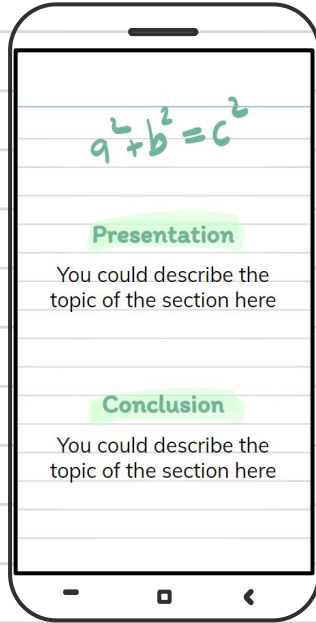 a²+b²=c²
Presentation
You could describe the
topic of the section here
Conclusion
You could describe the
topic of the section here